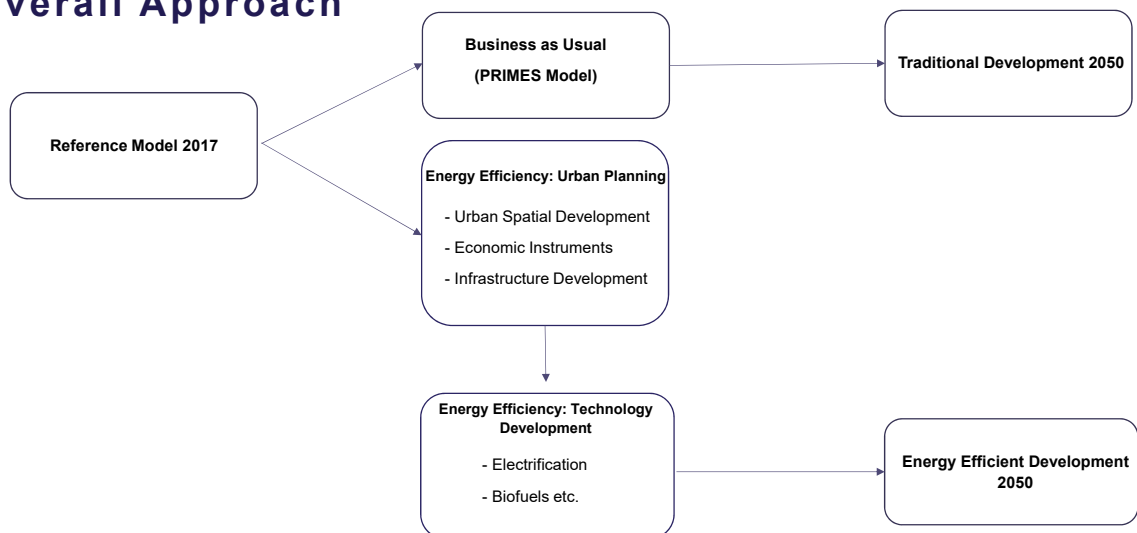 verall Approach
Business as Usual
(PRIMES Model)
Traditional Development 2050
Reference Model 2017
Energy Efficiency: Urban Planning
- Urban Spatial Development
- Economic Instruments
- Infrastructure Development
Energy Efficiency: Technology
Development
- Electrification
- Biofuels etc.
Energy Efficient Development
2050